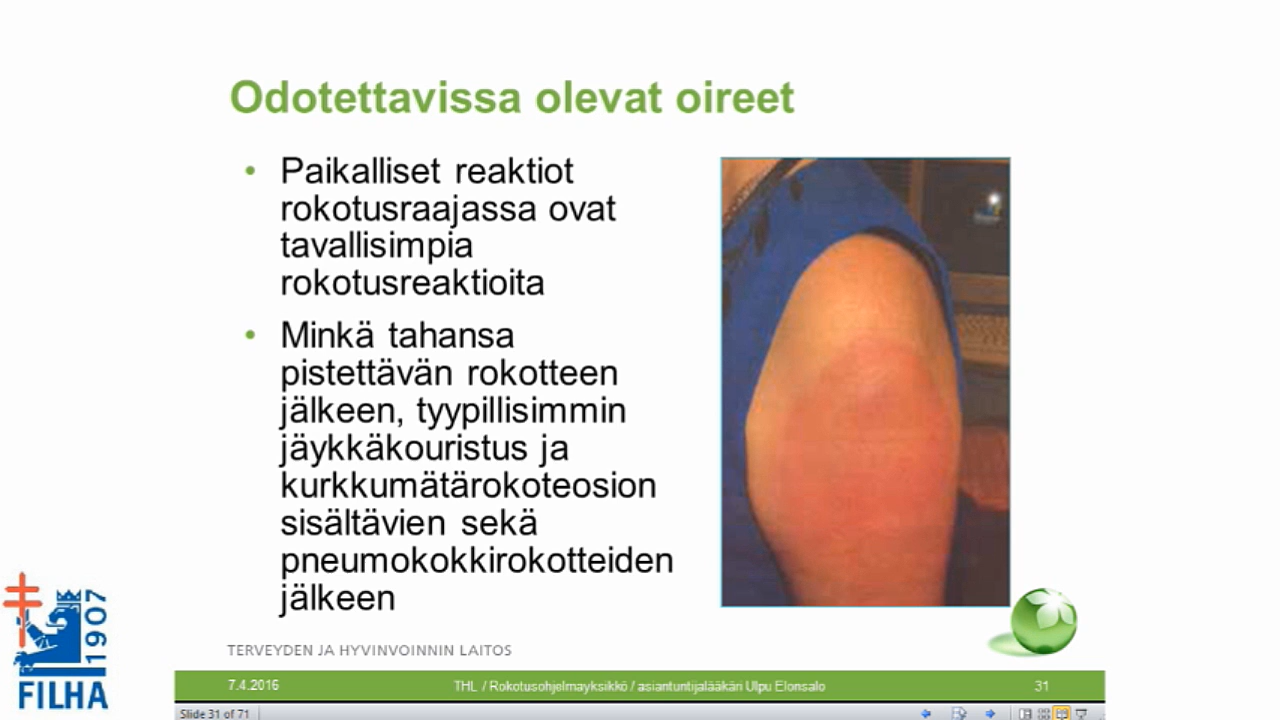 Odotettavissa olevat oireet
• Paikalliset reaktiot
rokotusraajassa ovat
tavallisimpia
rokotusreaktioita
• Minkä tahansa
pistettävän rokotteen
jälkeen, tyypillisimmin
jäykkäkouristus ja
kurkkumätärokoteosion
sisältävien sekä
pneumokokkirokotteiden
jälkeen
TERVEYDEN JA HYVINVOINNIN LAITOS
7.4.2016
THL / Rokotusohjelmayksikkö / asiantuntijalääkäri Ulpu Elonsalo
31
1907
FILHA
Slide 31 of 71